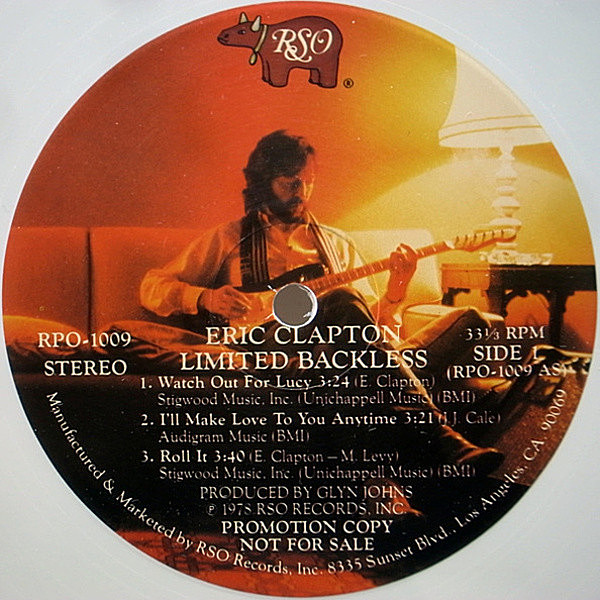 RSO
®
RPO-1009
STEREO
ERIC CLAPTON
LIMITED BACKLESS
33⅓ RPM
SIDE 1
(RPO-1009 AS)
1. Watch Out For Lucy 3:24 (E. Clapton)
Stigwood Music, Inc. (Unichappell Music) (BMI)
2. I'll Make Love To You Anytime 3:21 (J.J. Cale)
Audigram Music (BMI)
3. Roll It 3:40 (E. Clapton – M. Levy)
Stigwood Music, Inc. (Unichappell Music) (BMI)
PRODUCED BY GLYN JOHNS
℗ 1978 RSO RECORDS, INC.
PROMOTION COPY
NOT FOR SALE
Manufactured & Marketed by RSO Records, Inc. 8335 Sunset Blvd., Los Angeles, CA. 90069